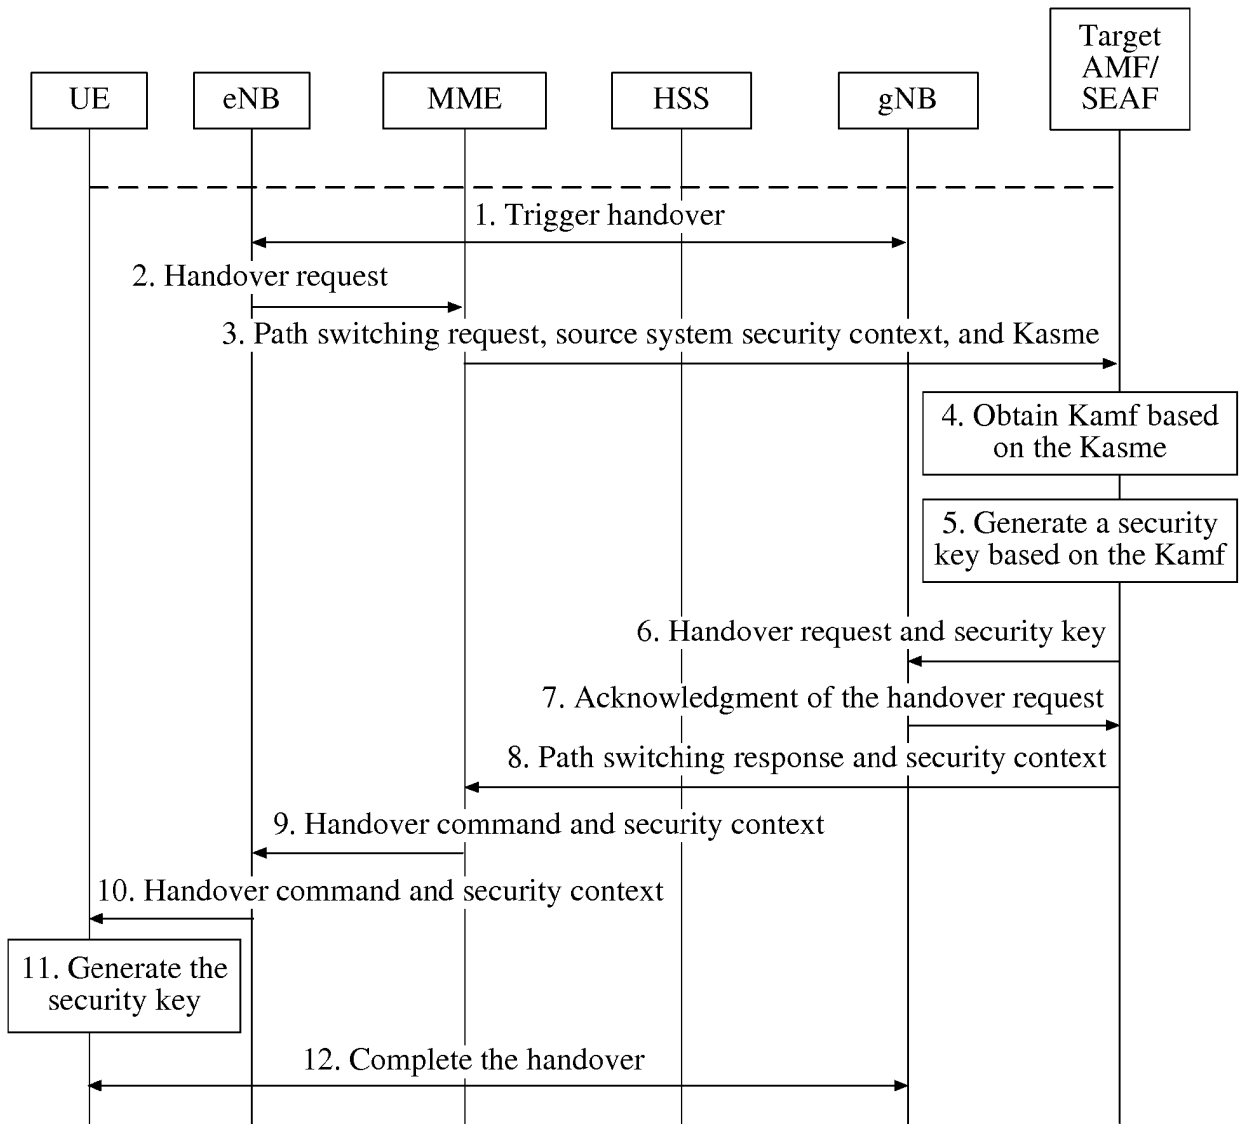 UE
eNB
MME
HSS
gNB
Target
AMF/
SEAF
1. Trigger handover
2. Handover request
3. Path switching request, source system security context, and Kasme
4. Obtain Kamf based
on the Kasme
5. Generate a security
key based on the Kamf
6. Handover request and security key
7. Acknowledgment of the handover request
8. Path switching response and security context
9. Handover command and security context
10. Handover command and security context
11. Generate the
security key
12. Complete the handover